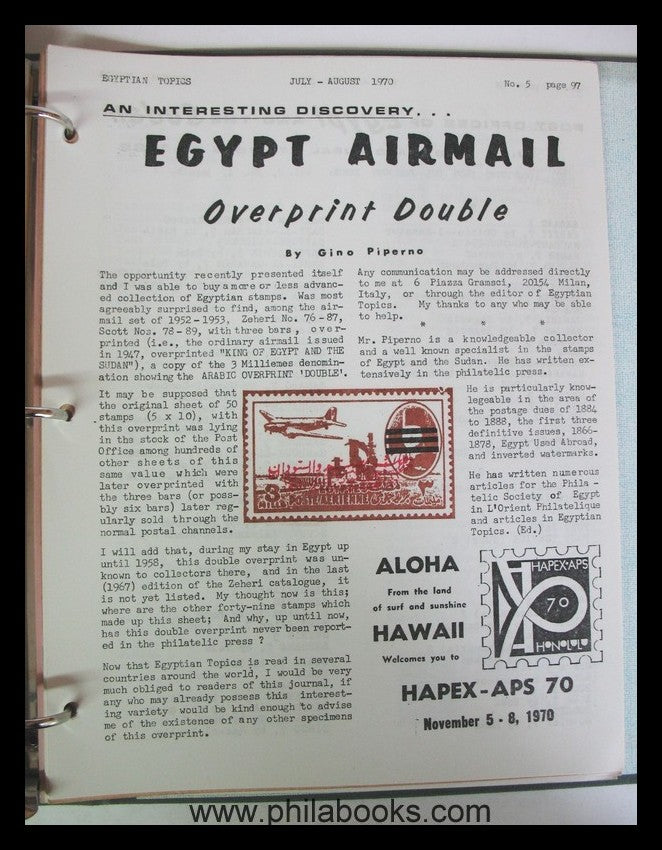 EGYPTIAN TOPICS JULY - AUGUST 1970 No. 5 page 97
AN INTERESTING DISCOVERY. . .
EGYPT AIRMAIL
Overprint Double
By Gino Piperno
The opportunity recently presented itself
and I was able to buy a more or less advanc-
ed collection of Egyptian stamps. Was most
agreeably surprised to find, among the air-
mail set of 1952-1953, Zeheri No. 76-87,
Scott Nos. 78-89, with three bars, over-
printed (i.e., the ordinary airmail issued
in 1947, overprinted "KING OF EGYPT AND THE
SUDAN"), a copy of the 3 Milliemes denomin-
ation showing the ARABIC OVERPRINT 'DOUBLE'.
It may be supposed that
the original sheet of 50
stamps (5 x 10), with
this overprint was lying
in the stock of the Post
Office among hundreds of
other sheets of this
same value which were
later overprinted with
the three bars (or poss-
bly six bars) later reg-
ularly sold through the
normal postal channels.
I will add that, during my stay in Egypt up
until 1958, this double overprint was un-
known to collectors there, and in the last
(1967) edition of the Zeheri catalogue, it
is not yet listed. My thought now is this;
where are the other forty-nine stamps which
made up this sheet; And why, up until now,
has this double overprint never been report-
ed in the philatelic press ?
Now that Egyptian Topics is read in several
countries around the world, I would be very
much obliged to readers of this journal, if
any who may already possess this interest-
ing variety would be kind enough to advise
me of the existence of any other specimens
of this overprint.
Any communication may be addressed directly
to me at 6 Piazza Gramsci, 20154 Milan,
Italy, or through the editor of Egyptian
Topics. My thanks to any who may be able
to help.
* * *
Mr. Piperno is a knowledgeable collector
and a well known specialist in the stamps
of Egypt and the Sudan. He has written ex-
tensively in the philatelic press.
He is particularly know-
legeable in the area of
the postage dues of 1884
to 1888, the first three
definitive issues, 1866-
1878, Egypt Used Abroad,
and inverted watermarks.
He has written numerous
articles for the Phila -
telic Society of Egypt
in L'Orient Philatelique
and articles in Egyptian
Topics. (Ed.)
3
MILLS POSTE AERIENNE
ALOHA
From the land
of surf and sunshine
HAWAII
Welcomes you to
HAPEX-APS 70
November 5 - 8, 1970
HAPEX·APS
70
HONOLULU
www.philabooks.com